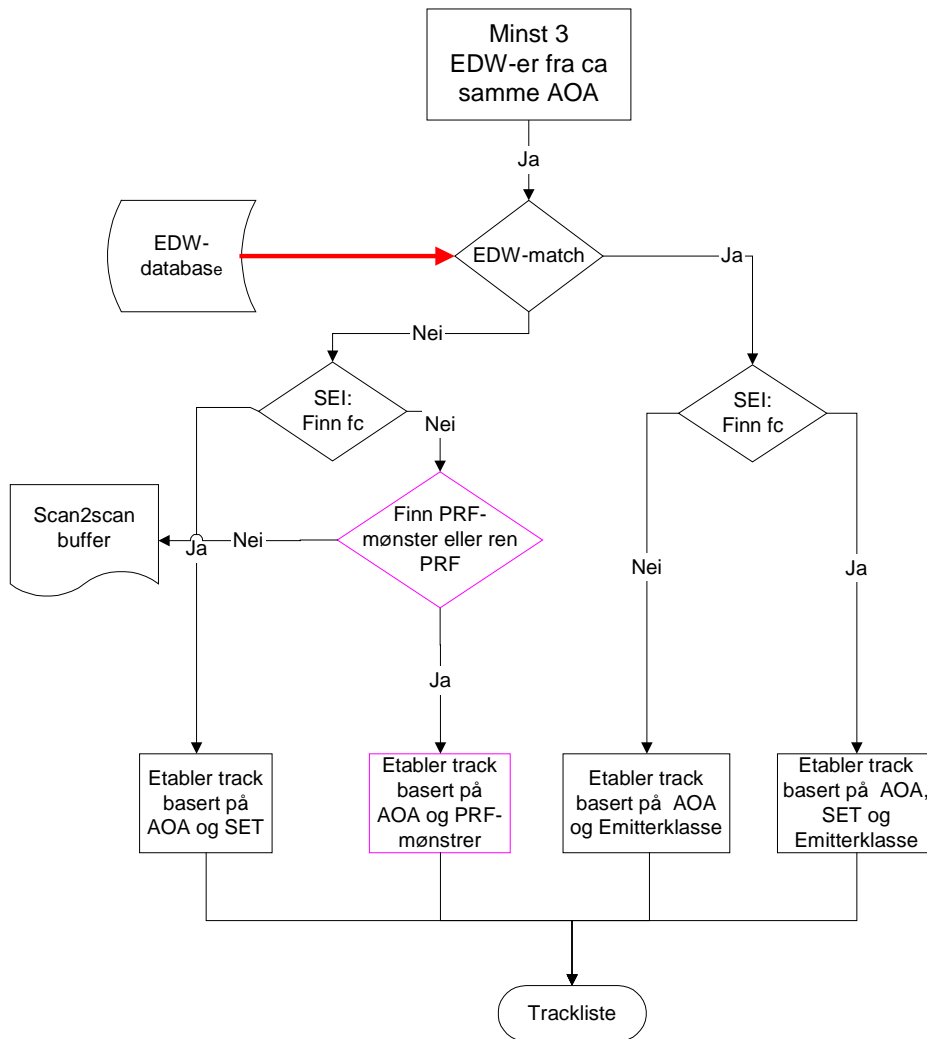 Minst 3
EDW-er fra ca
samme AOA
Ja
EDW-
database
EDW-match
Ja
Nei
SEI:
Finn fc
Nei
SEI:
Finn fc
Scan2scan
buffer
Ja
Nei
Finn PRF-
mønster eller ren
PRF
Nei
Ja
Ja
Etabler track
basert på
AOA og SET
Etabler track
basert på
AOA og PRF-
mønstrer
Etabler track
basert på  AOA
og Emitterklasse
Etabler track
basert på  AOA,
SET og
Emitterklasse
Trackliste